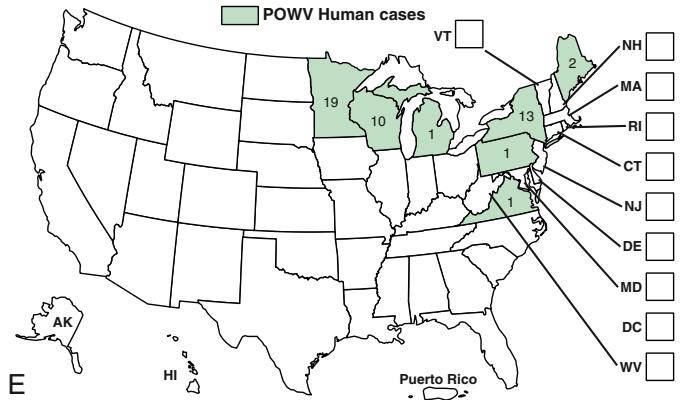 POWV Human cases
VT
NH
2
MA
19
10
13
1
RI
1
CT
1
NJ
DE
MD
AK
DC
HI
WV
Puerto Rico
E